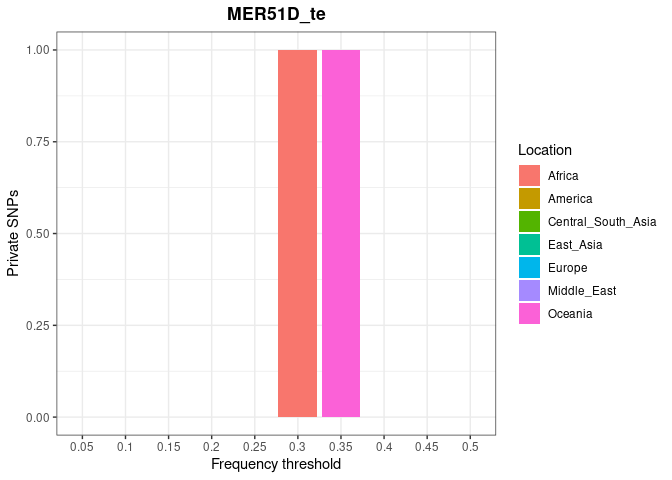 MER51D_te
1.00
0.75
0.50
0.25
0.00
Private SNPs
0.05 0.1 0.15 0.2 0.25 0.3 0.35 0.4 0.45 0.5
Frequency threshold
Location
Africa
America
Central_South_Asia
East_Asia
Europe
Middle_East
Oceania